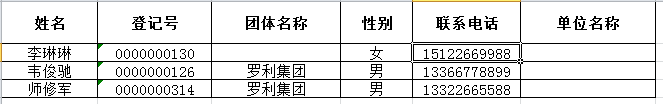 姓名 登记号 团体名称 性别 联系电话 单位名称
李琳琳 0000000130 女 15122669988
韦俊驰 0000000126 罗利集团 男 13366778899
师修军 0000000314 罗利集团 男 13322665588